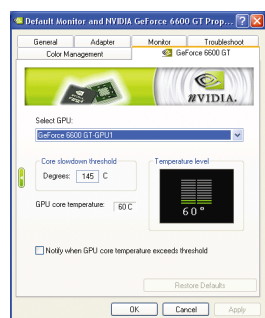 Default Monitor and NVIDIA GeForce 6600 GT Prop...
General Adapter Monitor Troubleshoot
Color Management GeForce 6600 GT
NVIDIA.
Select GPU:
GeForce 6600 GT-GPU1
Core slowdown threshold
Degrees: 145 C
GPU core temperature: 60 C
Temperature level
60°
Notify when GPU core temperature exceeds threshold
Restore Defaults
OK Cancel Apply